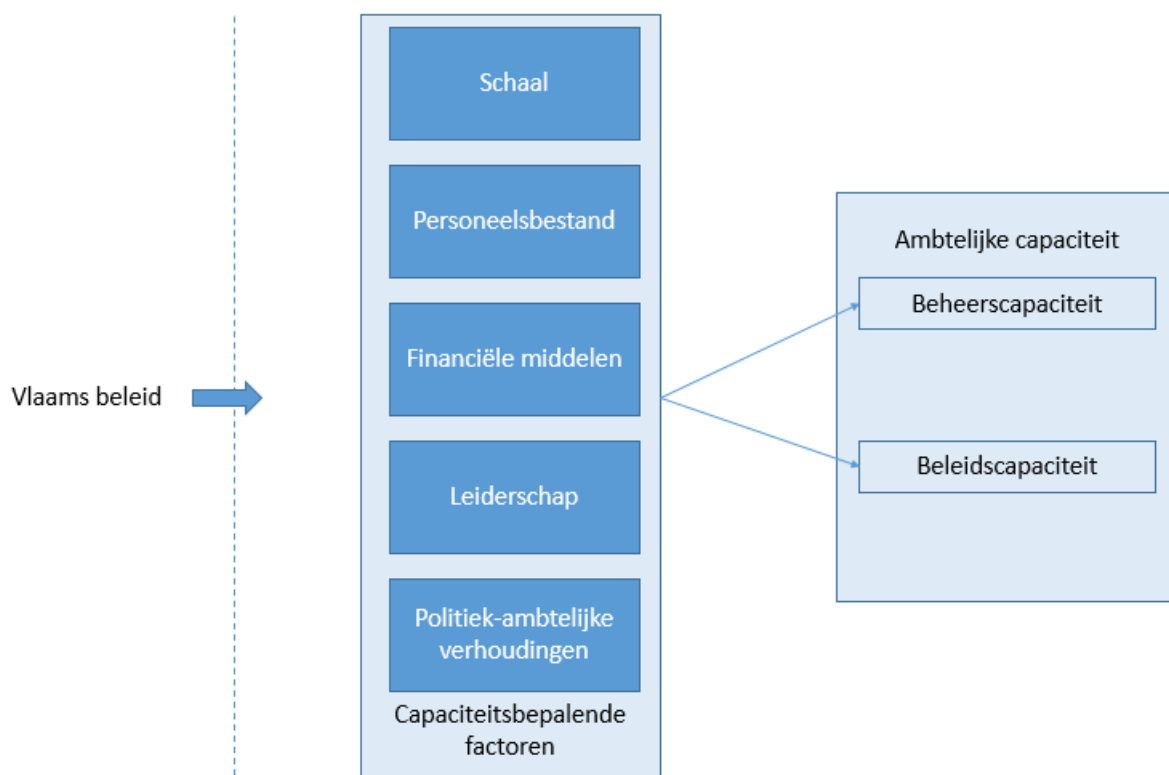 Vlaams beleid
Schaal
Personeelsbestand
Financiële middelen
Leiderschap
Politiek-ambtelijke
verhoudingen
Capaciteitsbepalende
factoren
Ambtelijke capaciteit
Beheerscapaciteit
Beleidscapaciteit